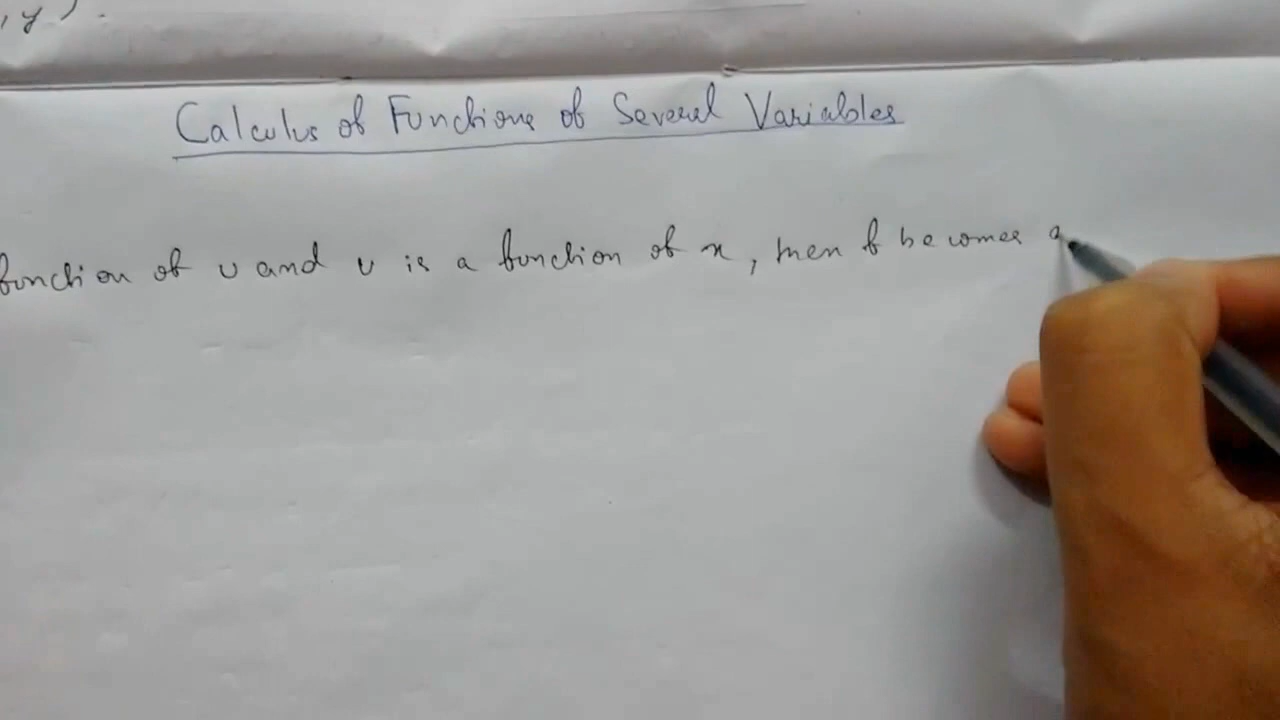 , y ) .
Calculus of Functions of Several Variables
function of u and u is a function of x, then f becomes a